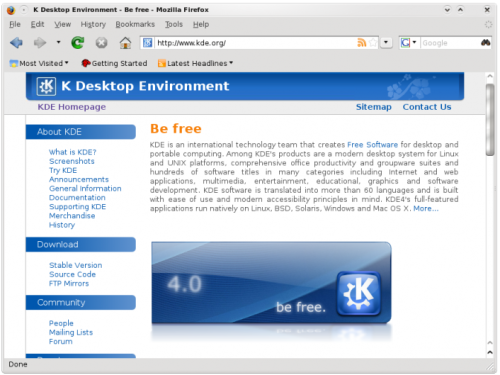 K Desktop Environment - Be free - Mozilla Firefox
File Edit View History Bookmarks Tools Help
http://www.kde.org/
Google
Most Visited Getting Started Latest Headlines
K Desktop Environment
KDE Homepage Sitemap Contact Us
About KDE
What is KDE?
Screenshots
Try KDE
Announcements
General Information
Documentation
Supporting KDE
Merchandise
History
Download
Stable Version
Source Code
FTP Mirrors
Community
People
Mailing Lists
Forum
Be free
KDE is an international technology team that creates Free Software for desktop and
portable computing. Among KDE's products are a modern desktop system for Linux
and UNIX platforms, comprehensive office productivity and groupware suites and
hundreds of software titles in many categories including Internet and web
applications, multimedia, entertainment, educational, graphics and software
development. KDE software is translated into more than 60 languages and is built
with ease of use and modern accessibility principles in mind. KDE4's full-featured
applications run natively on Linux, BSD, Solaris, Windows and Mac OS X. More...
4.0
be free.
K
Done